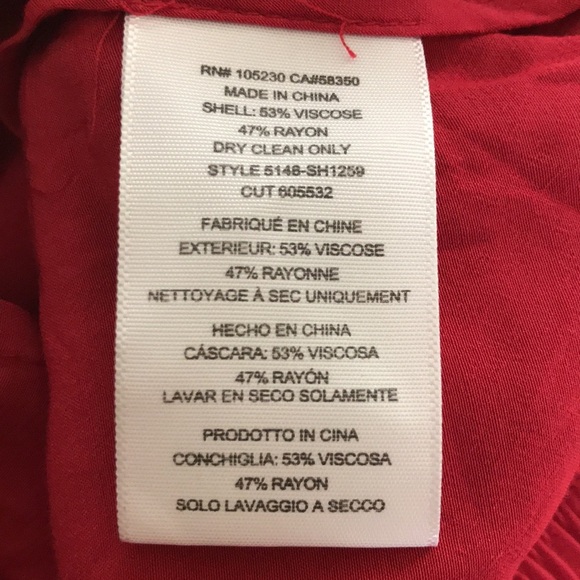 RN# 105230 CA#58350
MADE IN CHINA
SHELL: 53% VISCOSE
47% RAYON
DRY CLEAN ONLY
STYLE 5148-SH1259
CUT 605532
FABRIQUÉ EN CHINE
EXTERIEUR: 53% VISCOSE
47% RAYONNE
NETTOYAGE À SEC UNIQUEMENT
HECHO EN CHINA
CÁSCARA: 53% VISCOSA
47% RAYÓN
LAVAR EN SECO SOLAMENTE
PRODOTTO IN CINA
CONCHIGLIA: 53% VISCOSA
47% RAYON
SOLO LAVAGGIO A SECCO